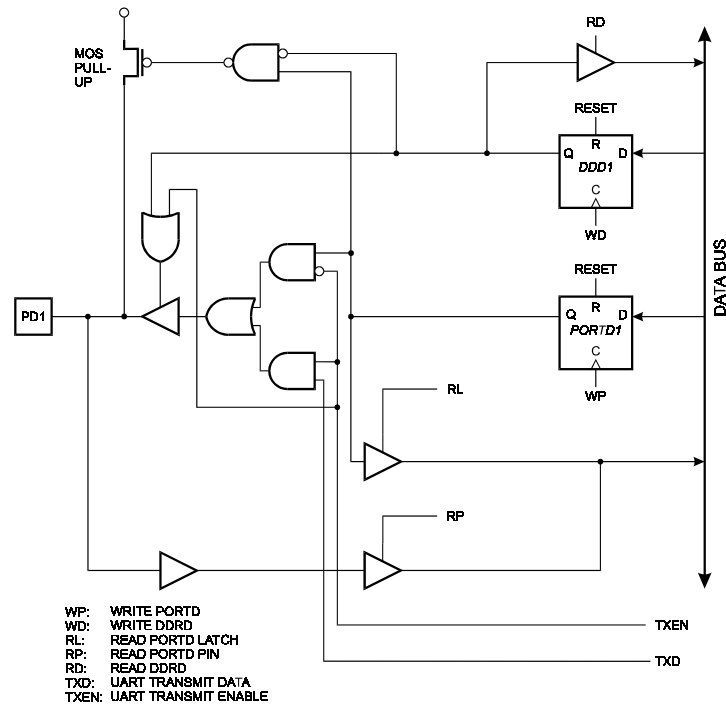 RD
MOS
PULL-
UP
RESET
R
Q
D
DDD1
C
WD
DATA BUS
RESET
R
PD1
Q
D
PORTD1
C
WP
RL
RP
WP: WRITE PORTD
WD: WRITE DDRD
RL: READ PORTD LATCH
RP: READ PORTD PIN
RD: READ DDRD
TXD: UART TRANSMIT DATA
TXEN: UART TRANSMIT ENABLE
TXEN
TXD